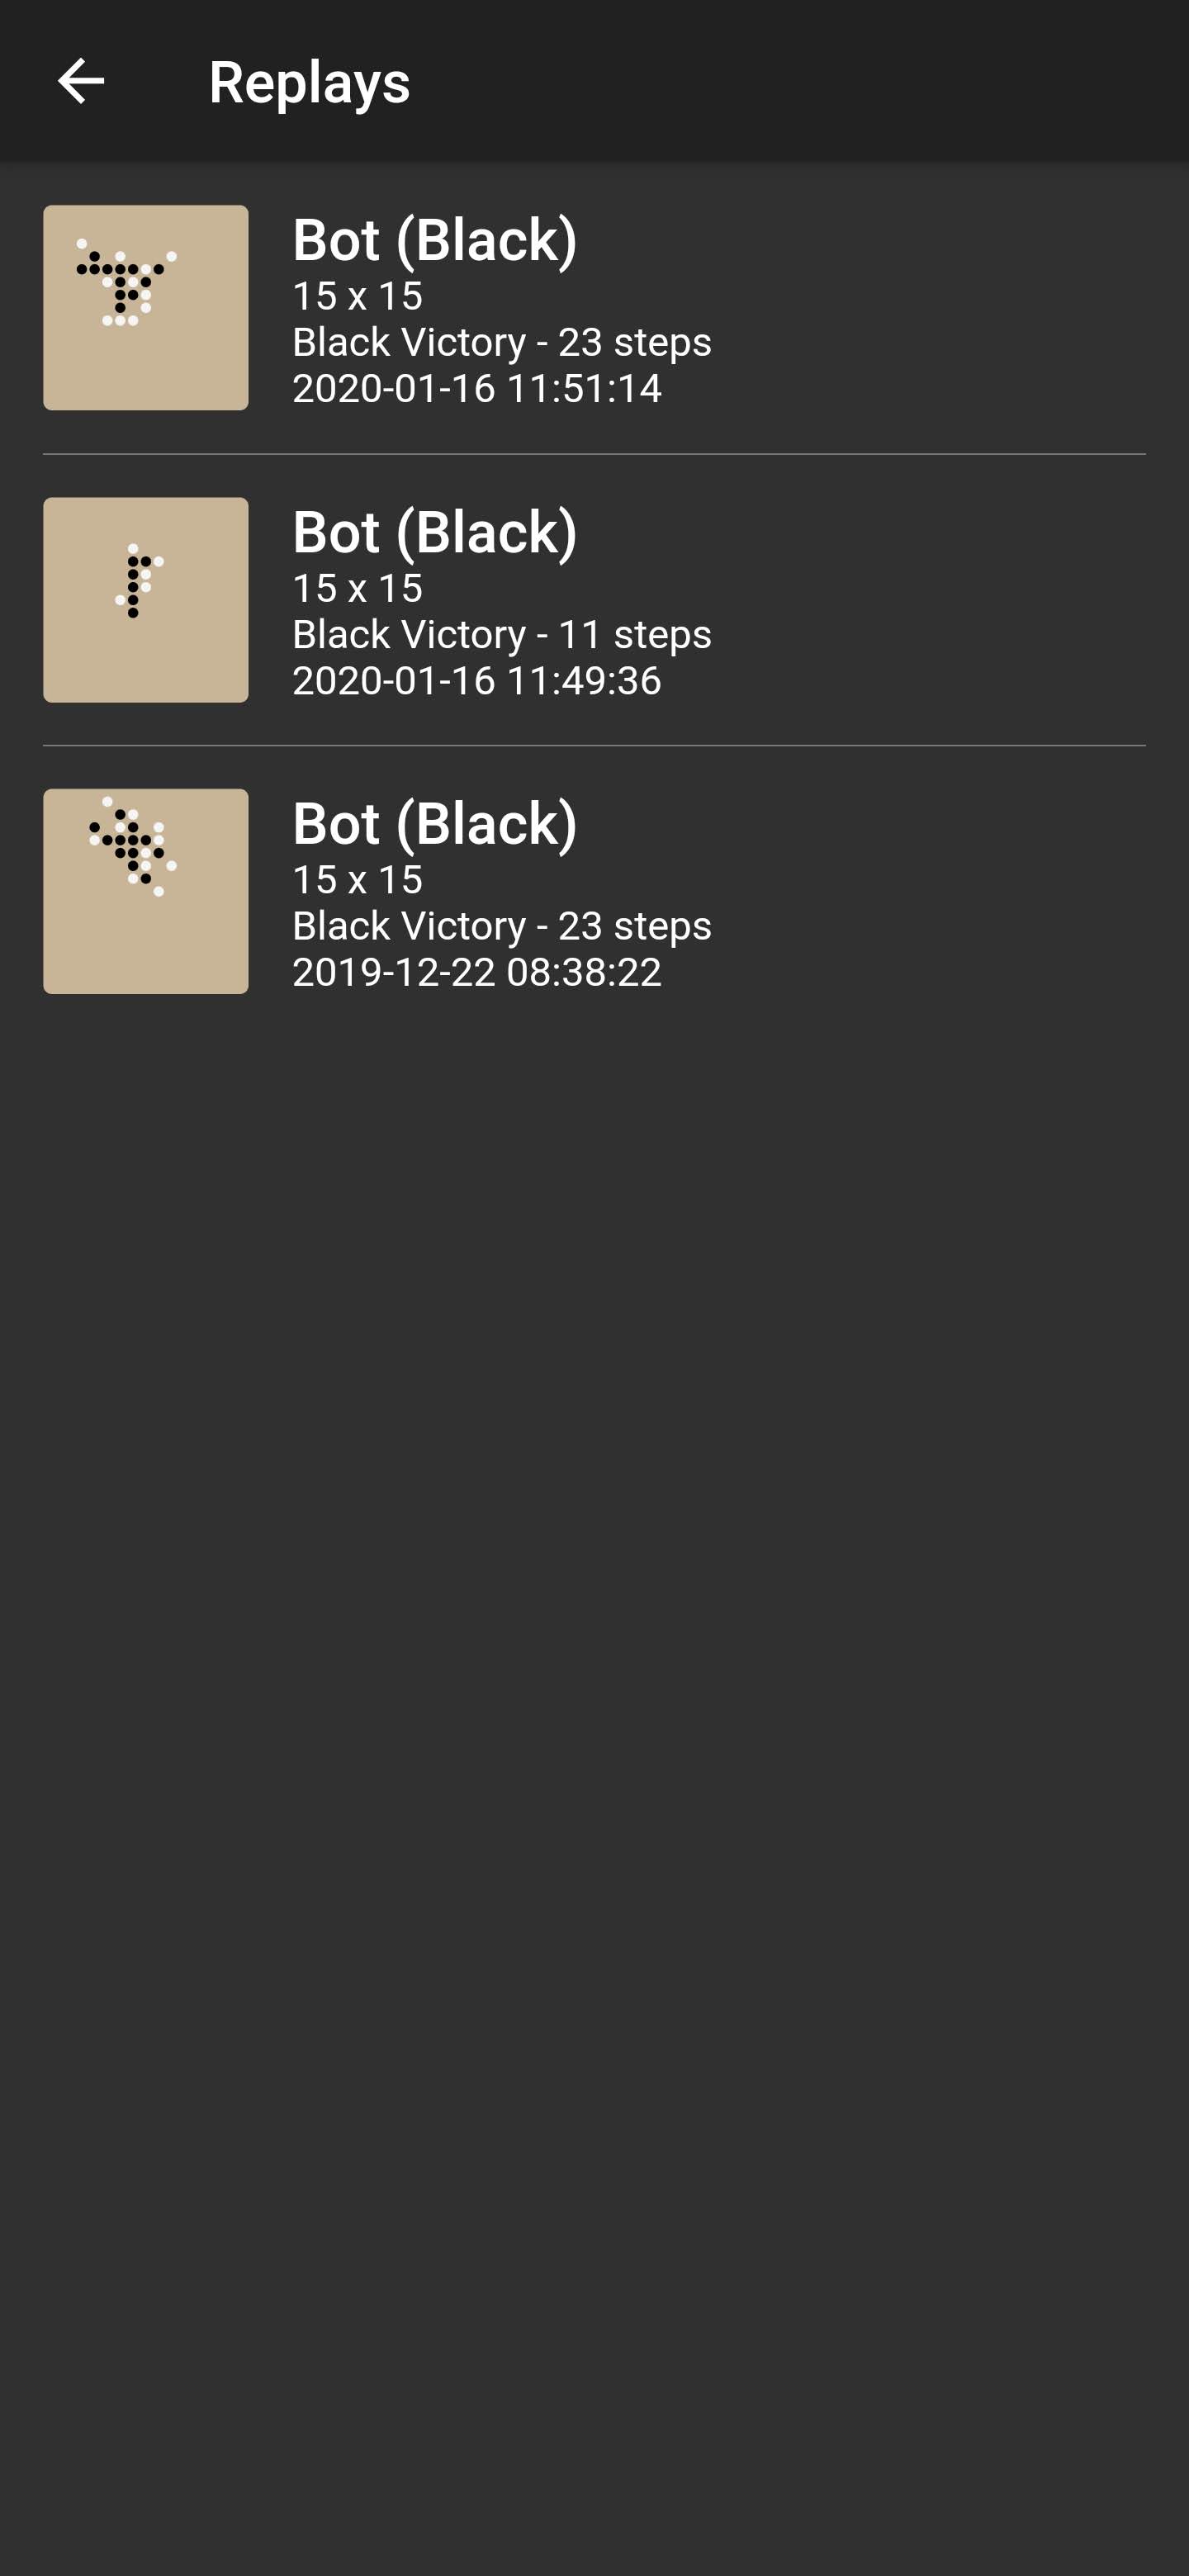 Replays
Bot (Black)
15 x 15
Black Victory - 23 steps
2020-01-16 11:51:14
Bot (Black)
15 x 15
Black Victory - 11 steps
2020-01-16 11:49:36
Bot (Black)
15 x 15
Black Victory - 23 steps
2019-12-22 08:38:22